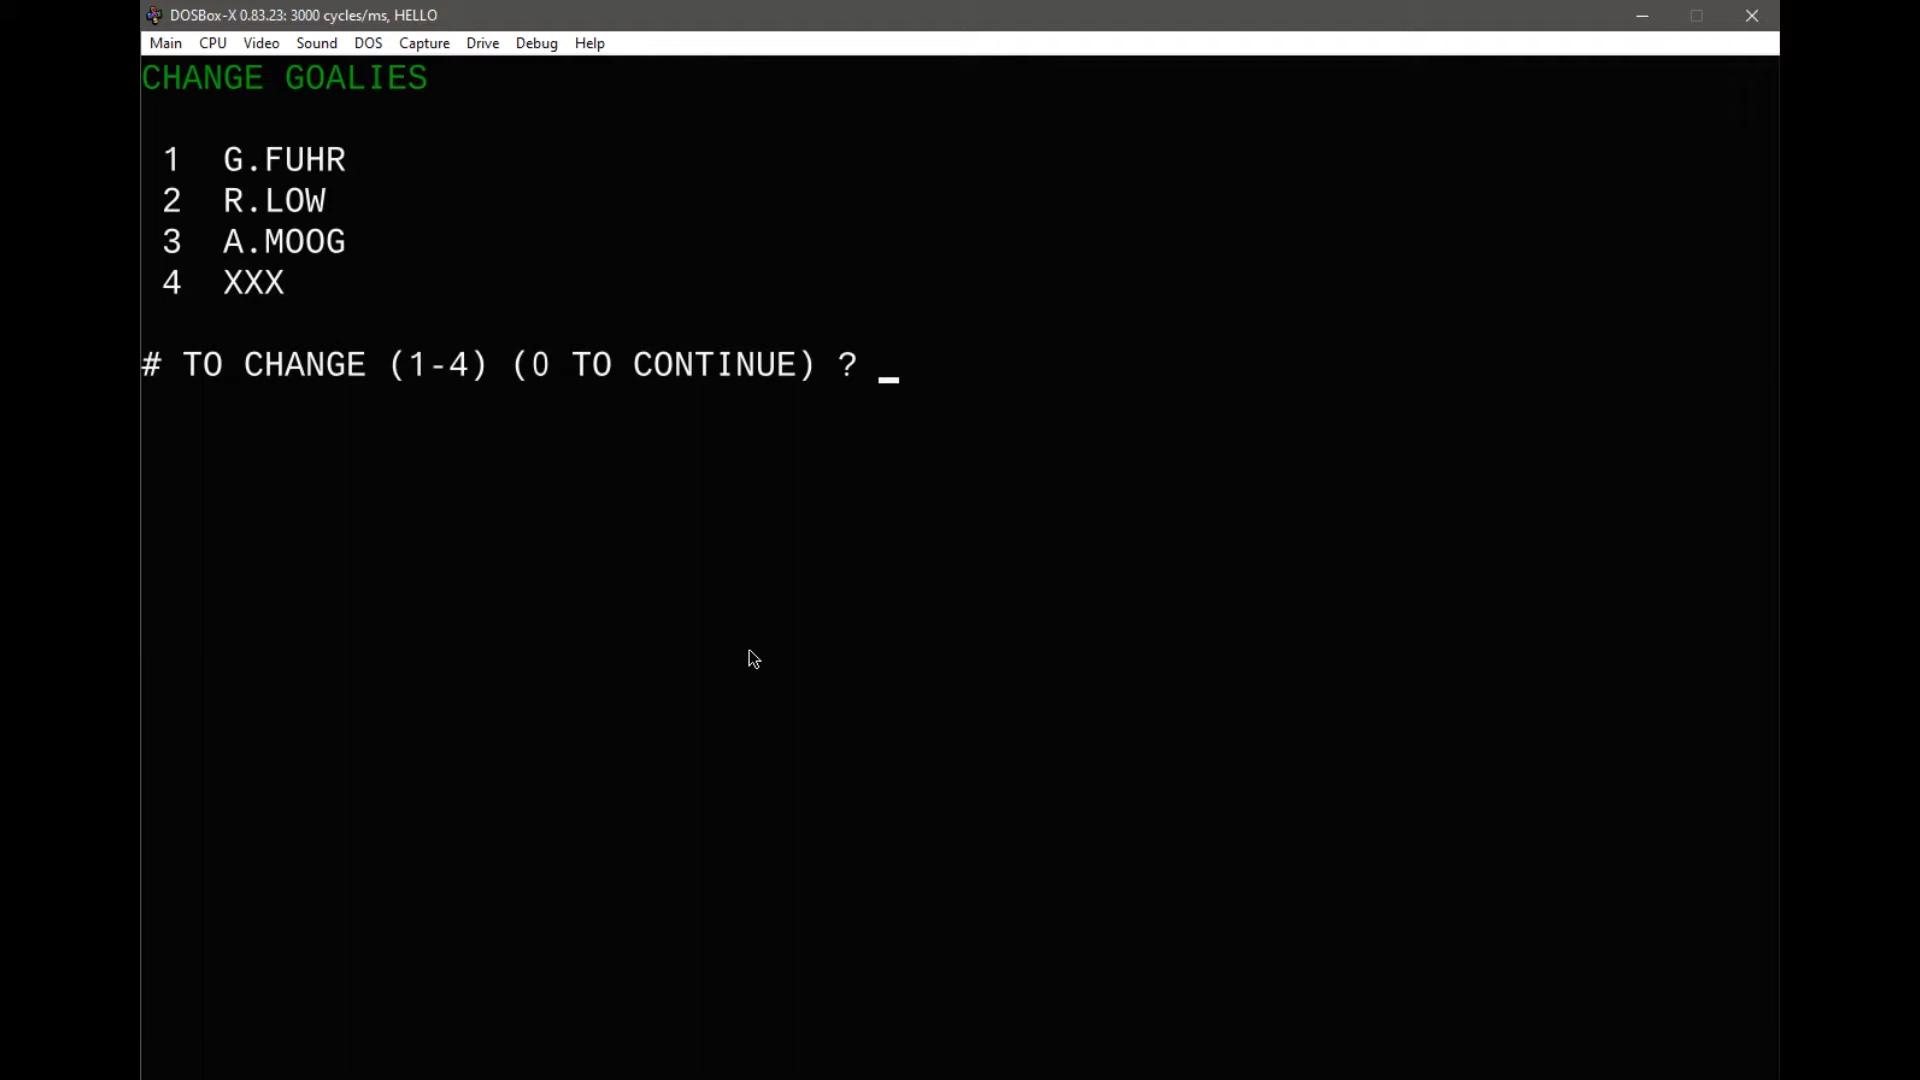 DOSBox-X 0.83.23: 3000 cycles/ms, HELLO
Main CPU Video Sound DOS Capture Drive Debug Help
CHANGE GOALIES
1 G.FUHR
2 R.LOW
3 A.MOOG
4 XXX
# TO CHANGE (1-4) (0 TO CONTINUE) ? _